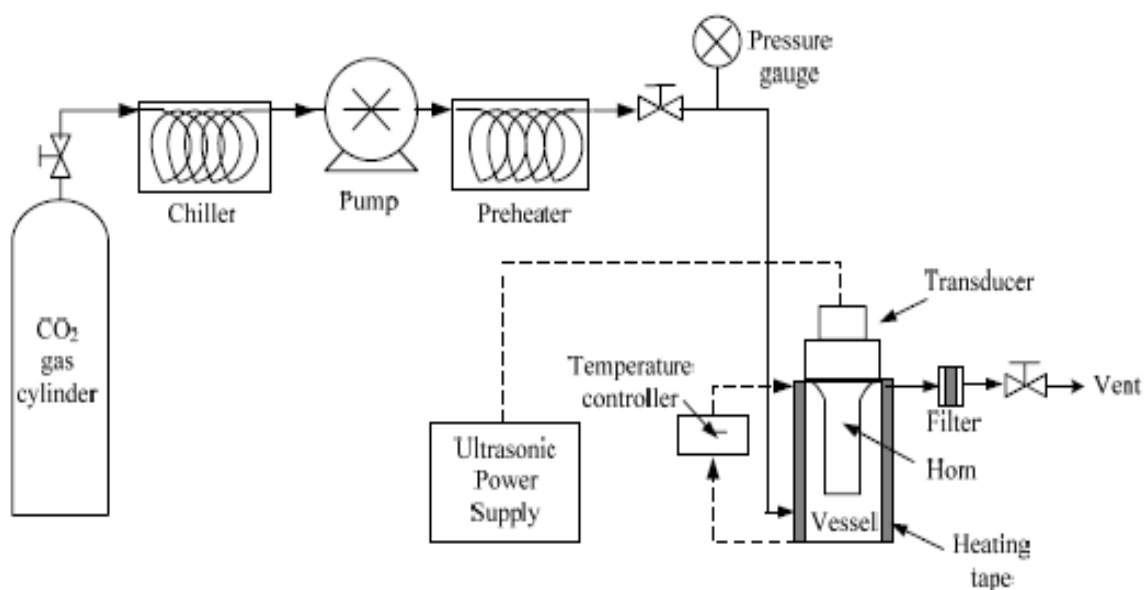 Pressure
gauge
Chiller
Pump
Preheater
CO₂
gas
cylinder
Transducer
Temperature
controller
Vent
Filter
Ultrasonic
Power
Supply
Horn
Vessel
Heating
tape